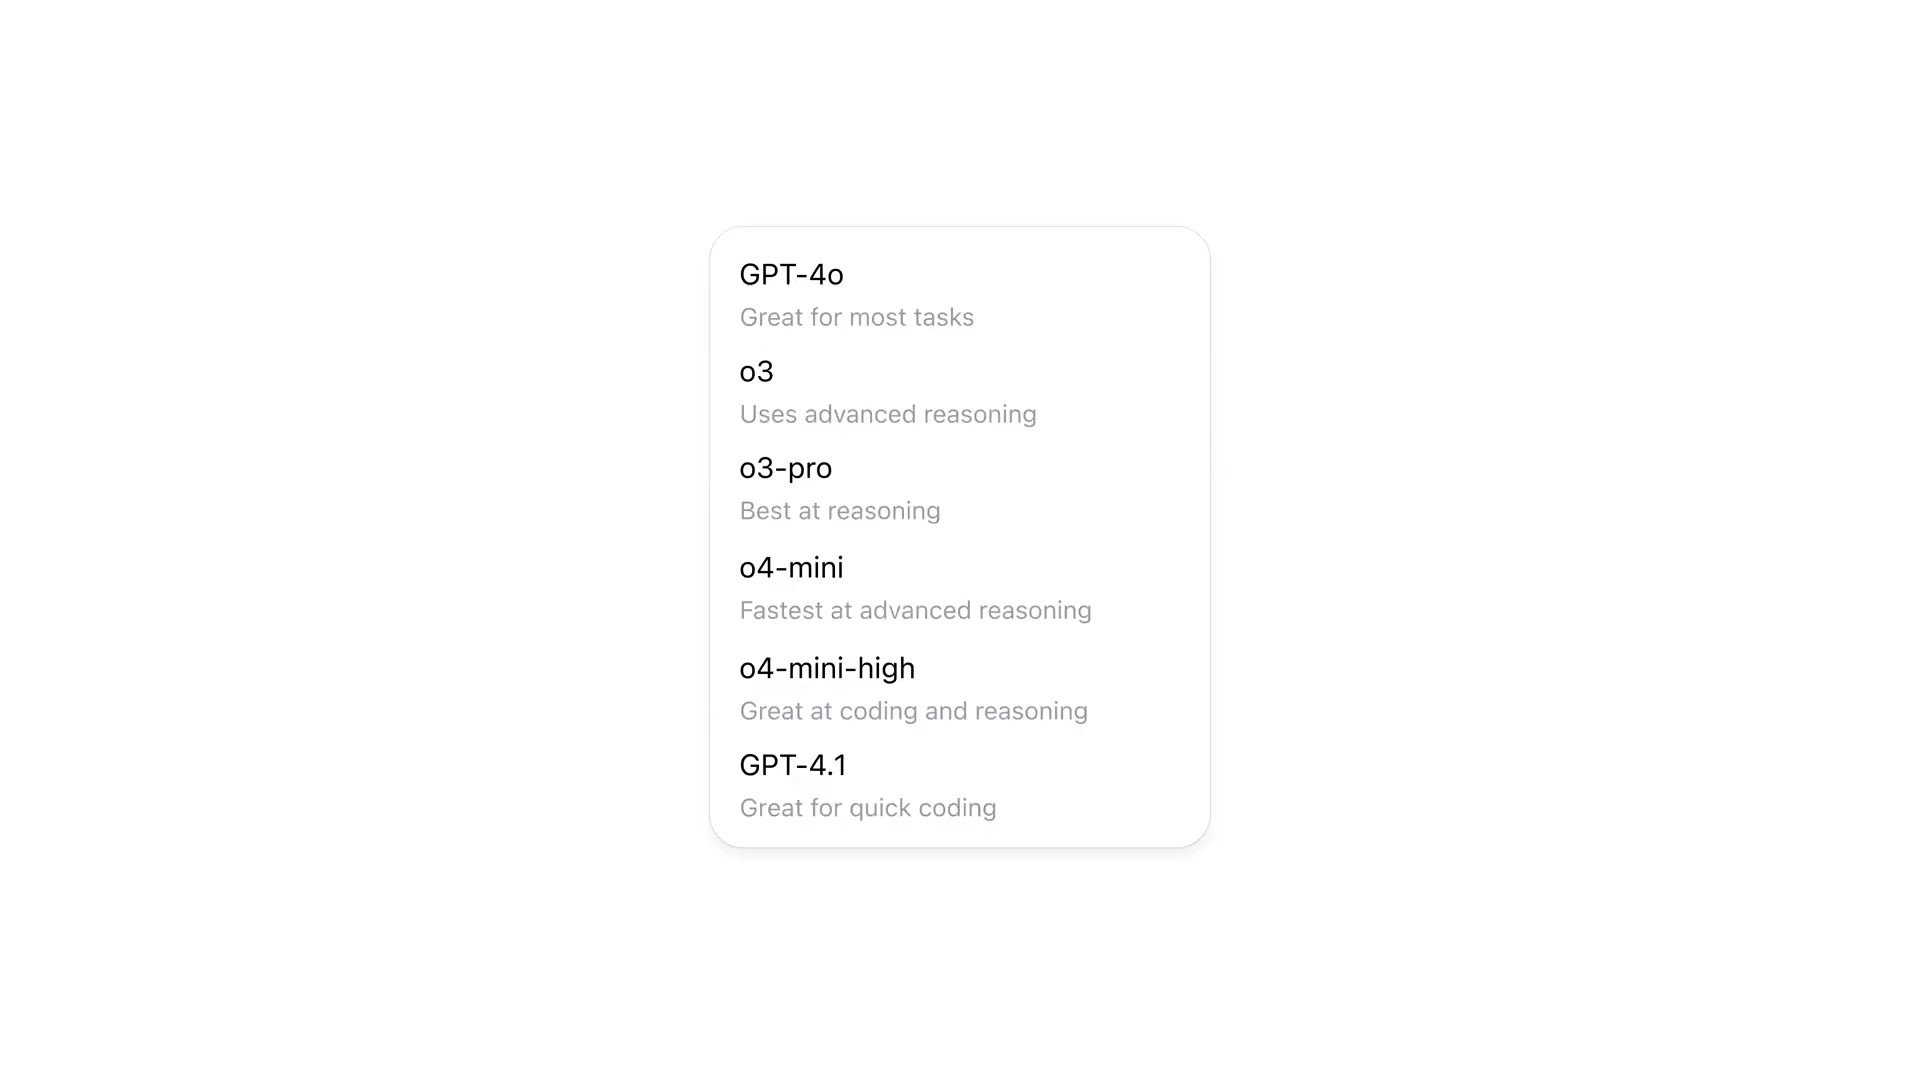 GPT-4o
Great for most tasks
o3
Uses advanced reasoning
o3-pro
Best at reasoning
o4-mini
Fastest at advanced reasoning
o4-mini-high
Great at coding and reasoning
GPT-4.1
Great for quick coding